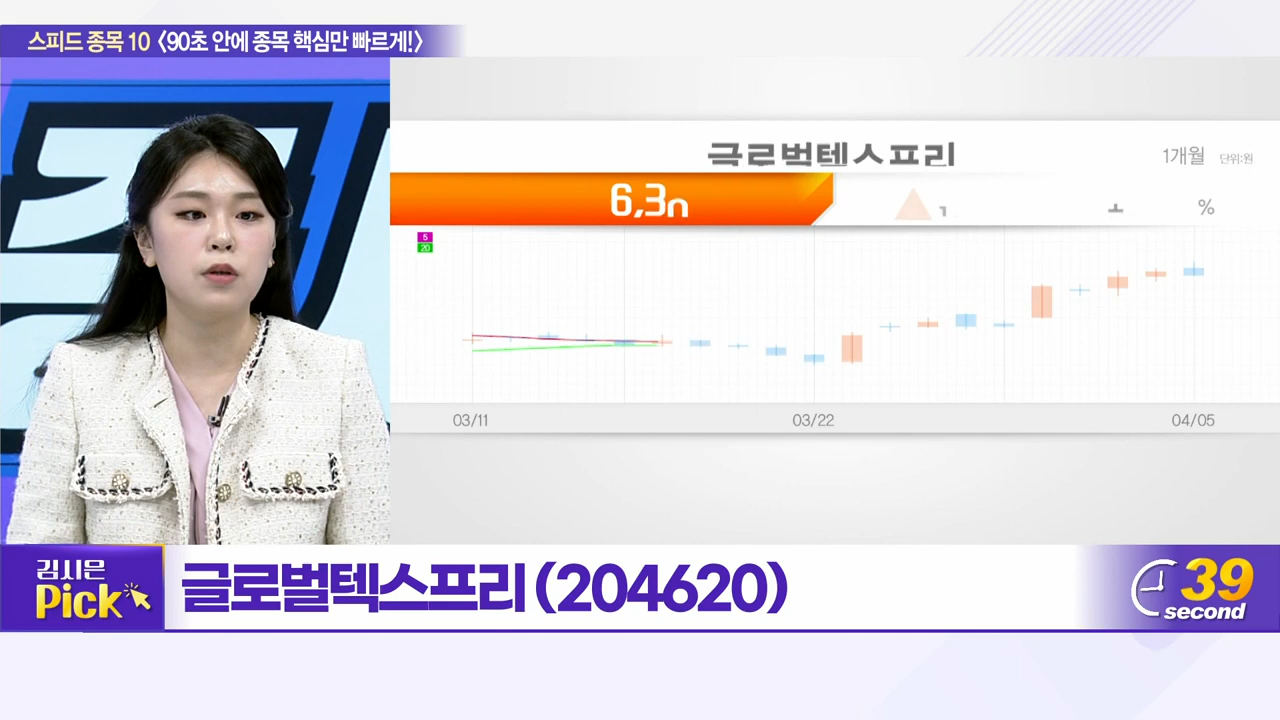 스피드 종목 10 〈90초 안에 종목 핵심만 빠르게!〉
글로벌텍스프리
1개월 단위:원
%
5
20
03/11 03/22 04/05
김시은
Pick
글로벌텍스프리(204620)
39
second